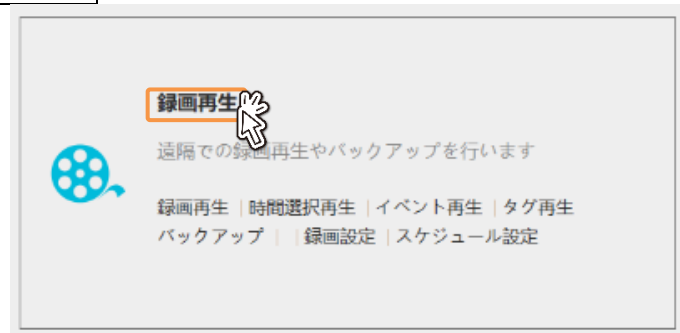 録画再生
遠隔での録画再生やバックアップを行います
録画再生 | 時間選択再生 | イベント再生 | タグ再生
バックアップ | | 録画設定 | スケジュール設定